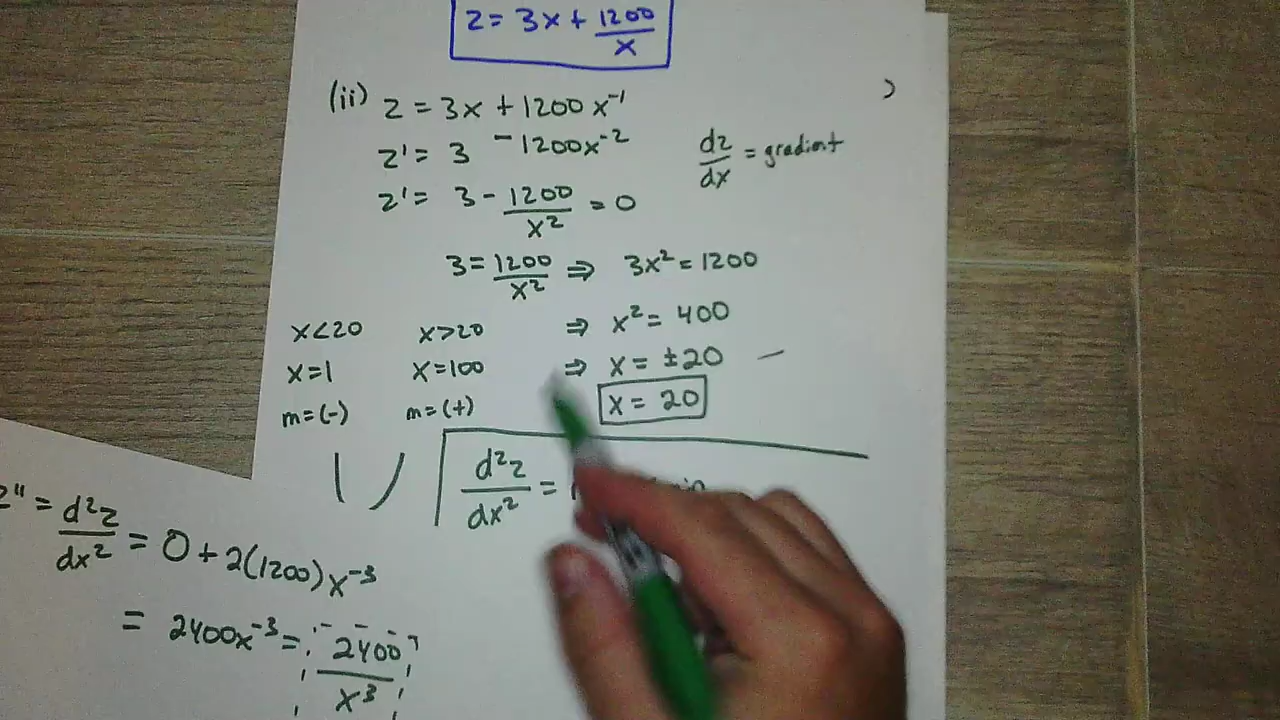 z = 3x + 1200/x
(ii) z = 3x + 1200x⁻¹
z' = 3 - 1200x⁻²
z' = 3 - 1200/x² = 0
dz/dx = gradient
3 = 1200/x² ⇒ 3x² = 1200
x<20 x>20 ⇒ x² = 400
x=1 x=100 ⇒ x = ±20
m=(-) m=(+) x = 20
d²z/dx² =
z" = d²z/dx² = 0 + 2(1200)x⁻³
= 2400x⁻³ = 2400/x³